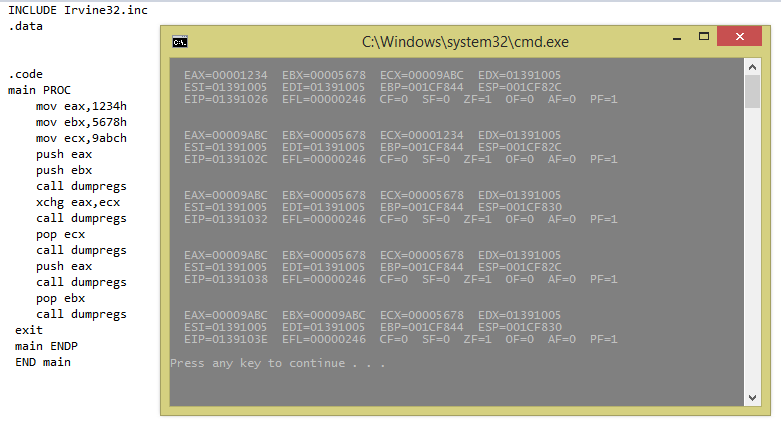 INCLUDE Irvine32.inc
.data
.code
main PROC
mov eax,1234h
mov ebx,5678h
mov ecx,9abch
push eax
push ebx
call dumpregs
xchg eax,ecx
call dumpregs
pop ecx
call dumpregs
push eax
call dumpregs
pop ebx
call dumpregs
exit
main ENDP
END main
C:\Windows\system32\cmd.exe
EAX=00001234 EBX=00005678 ECX=00009ABC EDX=01391005
ESI=01391005 EDI=01391005 EBP=001CF844 ESP=001CF82C
EIP=01391026 EFL=00000246 CF=0 SF=0 ZF=1 OF=0 AF=0 PF=1
EAX=00009ABC EBX=00005678 ECX=00001234 EDX=01391005
ESI=01391005 EDI=01391005 EBP=001CF844 ESP=001CF82C
EIP=0139102C EFL=00000246 CF=0 SF=0 ZF=1 OF=0 AF=0 PF=1
EAX=00009ABC EBX=00005678 ECX=00005678 EDX=01391005
ESI=01391005 EDI=01391005 EBP=001CF844 ESP=001CF830
EIP=01391032 EFL=00000246 CF=0 SF=0 ZF=1 OF=0 AF=0 PF=1
EAX=00009ABC EBX=00005678 ECX=00005678 EDX=01391005
ESI=01391005 EDI=01391005 EBP=001CF844 ESP=001CF82C
EIP=01391038 EFL=00000246 CF=0 SF=0 ZF=1 OF=0 AF=0 PF=1
EAX=00009ABC EBX=00009ABC ECX=00005678 EDX=01391005
ESI=01391005 EDI=01391005 EBP=001CF844 ESP=001CF830
EIP=0139103E EFL=00000246 CF=0 SF=0 ZF=1 OF=0 AF=0 PF=1
Press any key to continue . . .